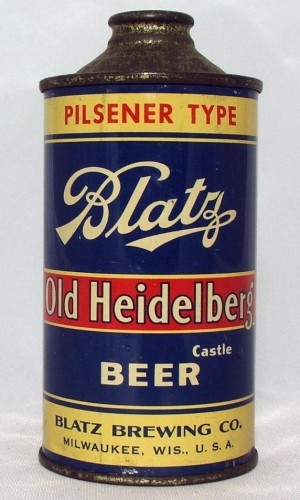 PILSENER TYPE
Blatz
Old Heidelberg
Castle
BEER
BLATZ BREWING CO.
MILWAUKEE, WIS., U. S. A.